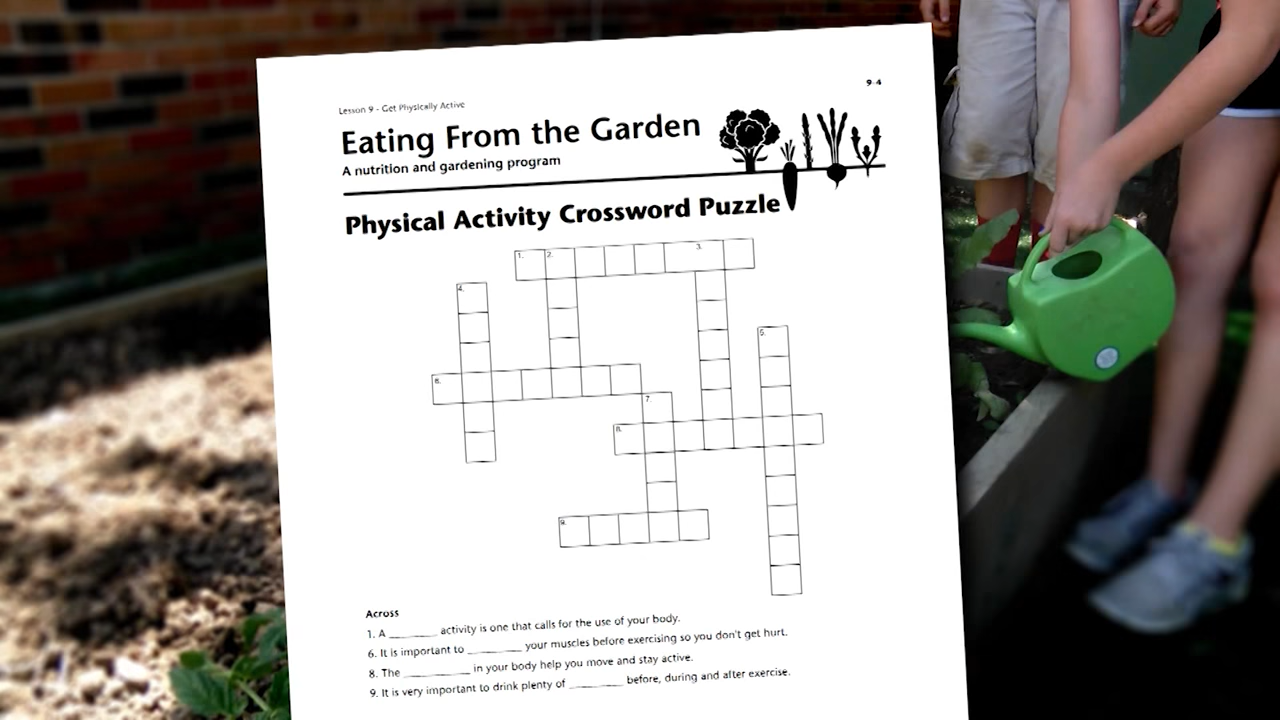 9-4
Lesson 9 - Get Physically Active
Eating From the Garden
A nutrition and gardening program
Physical Activity Crossword Puzzle
1. 2. 3.
4.
5.
6.
7.
8.
9.
Across
1. A ________ activity is one that calls for the use of your body.
6. It is important to _________ your muscles before exercising so you don't get hurt.
8. The ___________ in your body help you move and stay active.
9. It is very important to drink plenty of _________ before, during and after exercise.